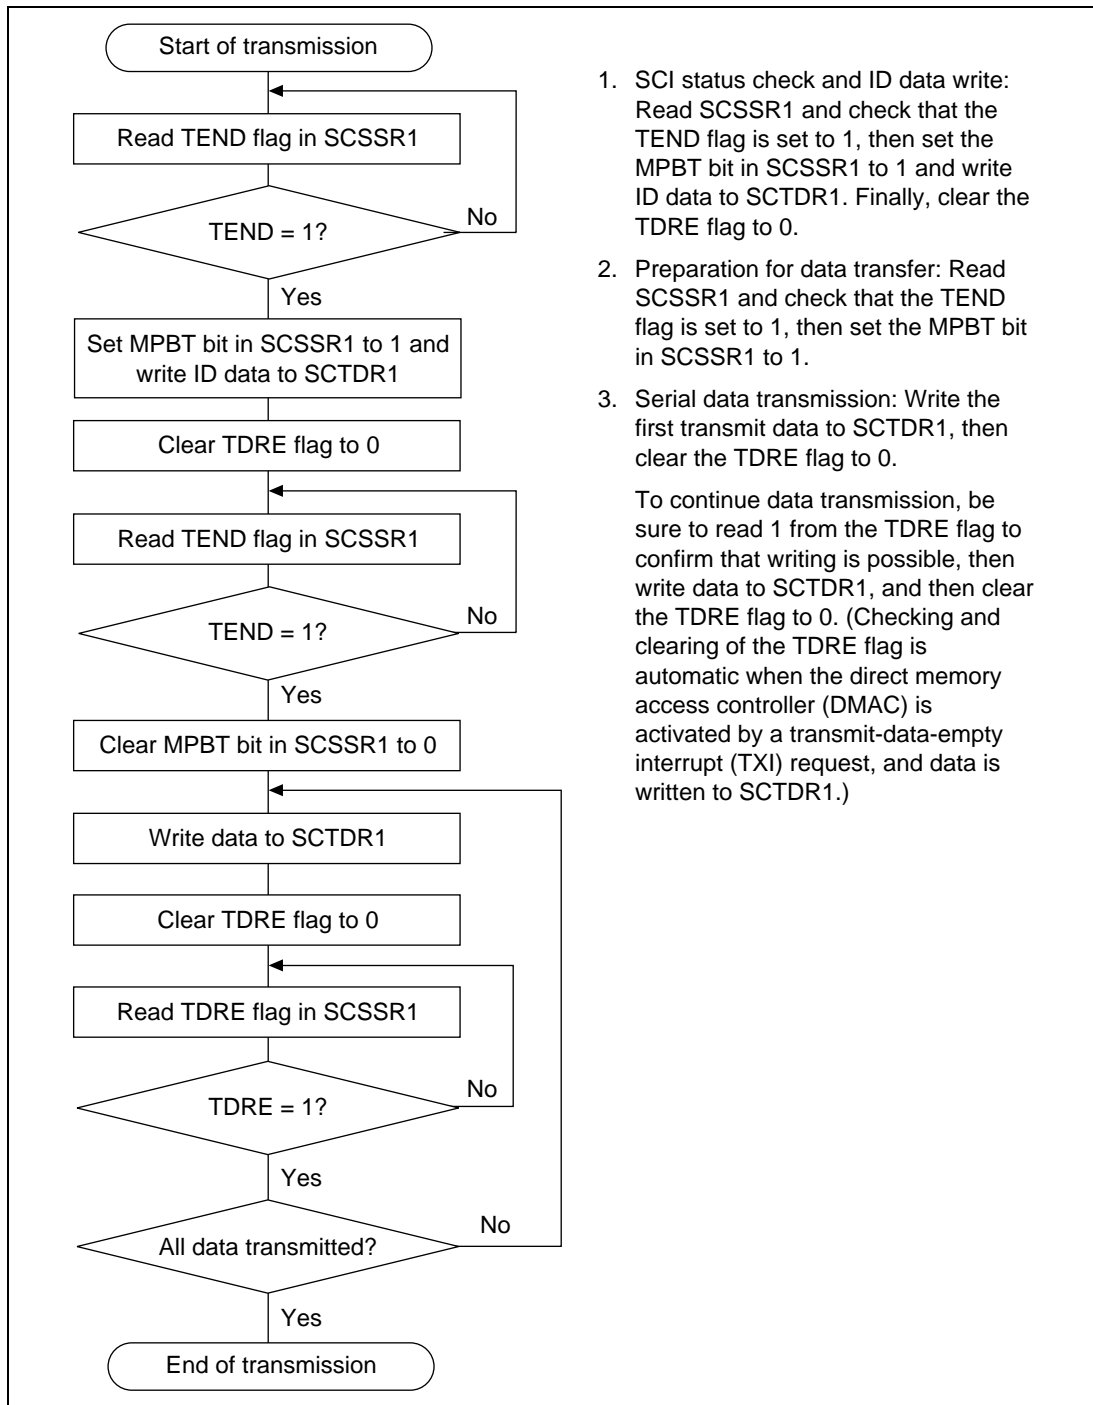 Start of transmission
Read TEND flag in SCSSR1
TEND = 1?
No
Yes
Set MPBT bit in SCSSR1 to 1 and
write ID data to SCTDR1
Clear TDRE flag to 0
Read TEND flag in SCSSR1
TEND = 1?
No
Yes
Clear MPBT bit in SCSSR1 to 0
Write data to SCTDR1
Clear TDRE flag to 0
Read TDRE flag in SCSSR1
TDRE = 1?
No
Yes
All data transmitted?
No
Yes
End of transmission
1. SCI status check and ID data write:
Read SCSSR1 and check that the
TEND flag is set to 1, then set the
MPBT bit in SCSSR1 to 1 and write
ID data to SCTDR1. Finally, clear the
TDRE flag to 0.
2. Preparation for data transfer: Read
SCSSR1 and check that the TEND
flag is set to 1, then set the MPBT bit
in SCSSR1 to 1.
3. Serial data transmission: Write the
first transmit data to SCTDR1, then
clear the TDRE flag to 0.
To continue data transmission, be
sure to read 1 from the TDRE flag to
confirm that writing is possible, then
write data to SCTDR1, and then clear
the TDRE flag to 0. (Checking and
clearing of the TDRE flag is
automatic when the direct memory
access controller (DMAC) is
activated by a transmit-data-empty
interrupt (TXI) request, and data is
written to SCTDR1.)